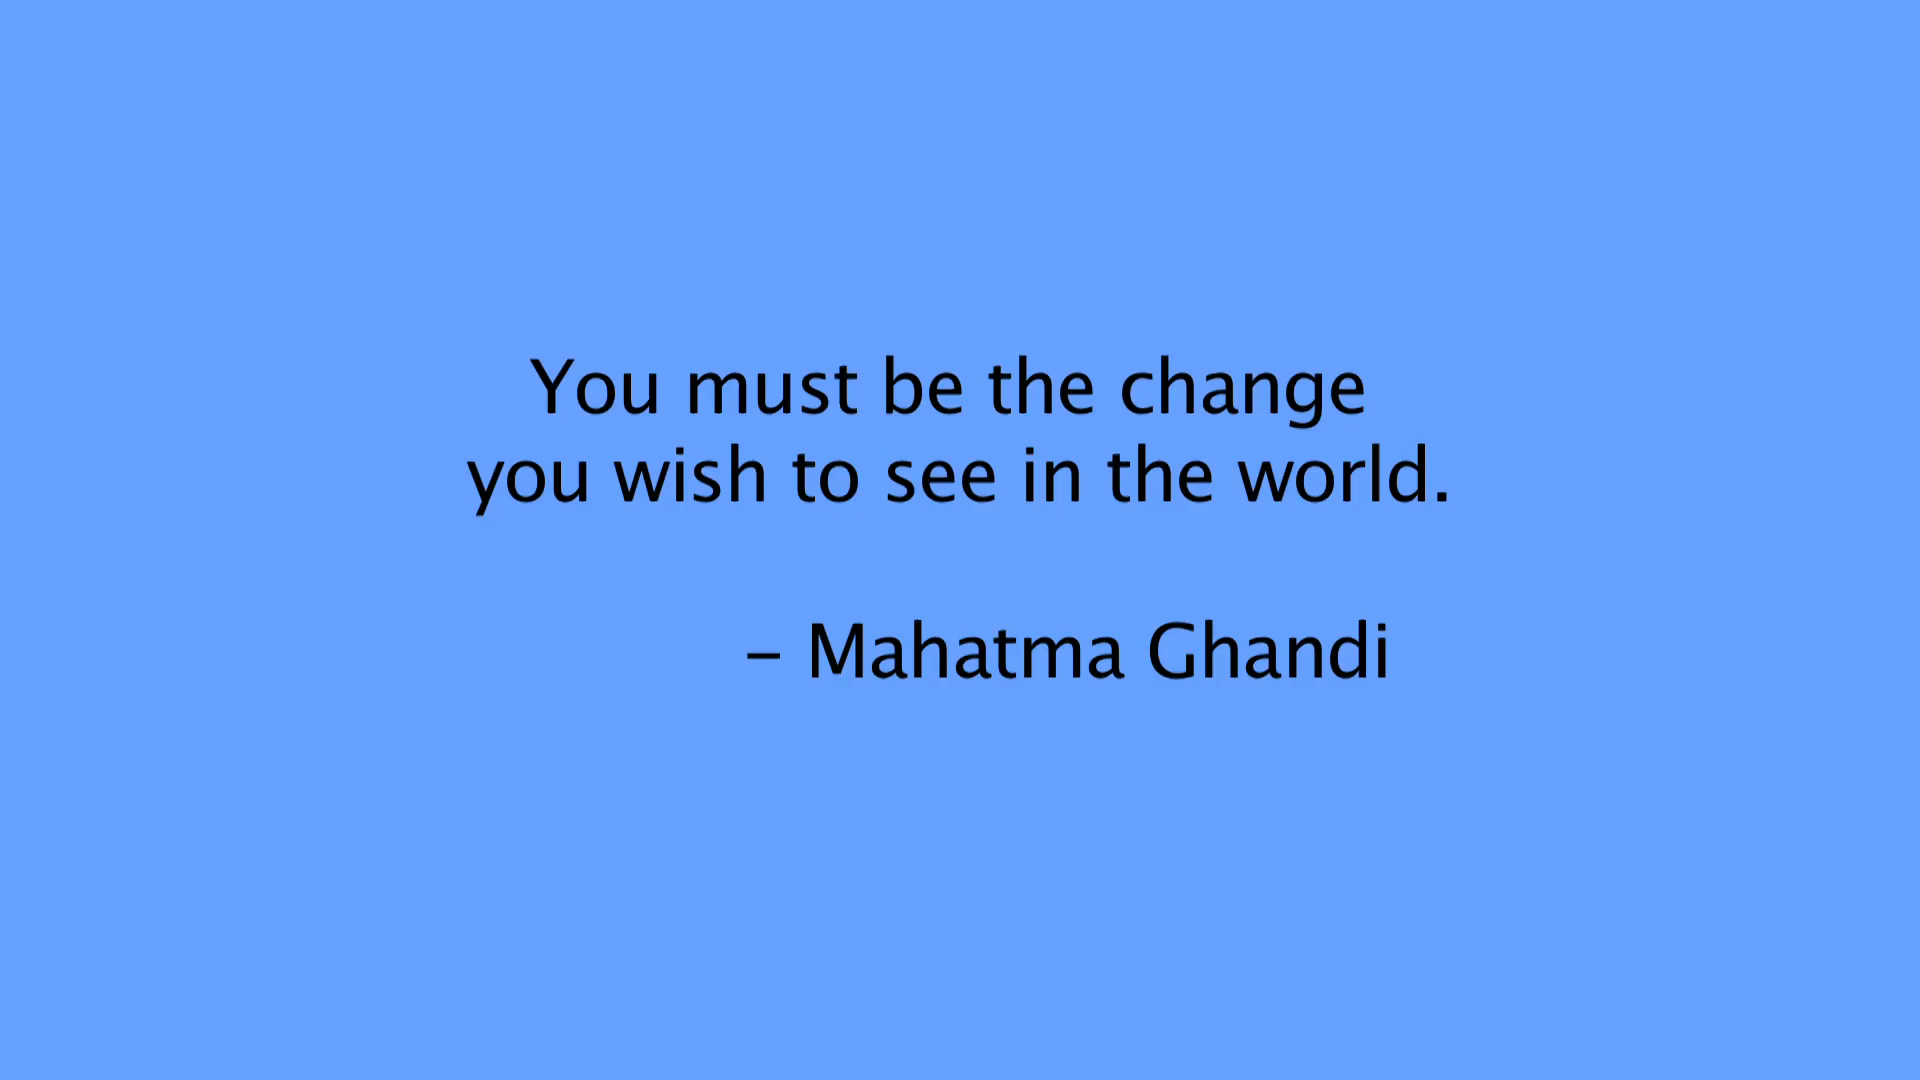 You must be the change
you wish to see in the world.
– Mahatma Ghandi